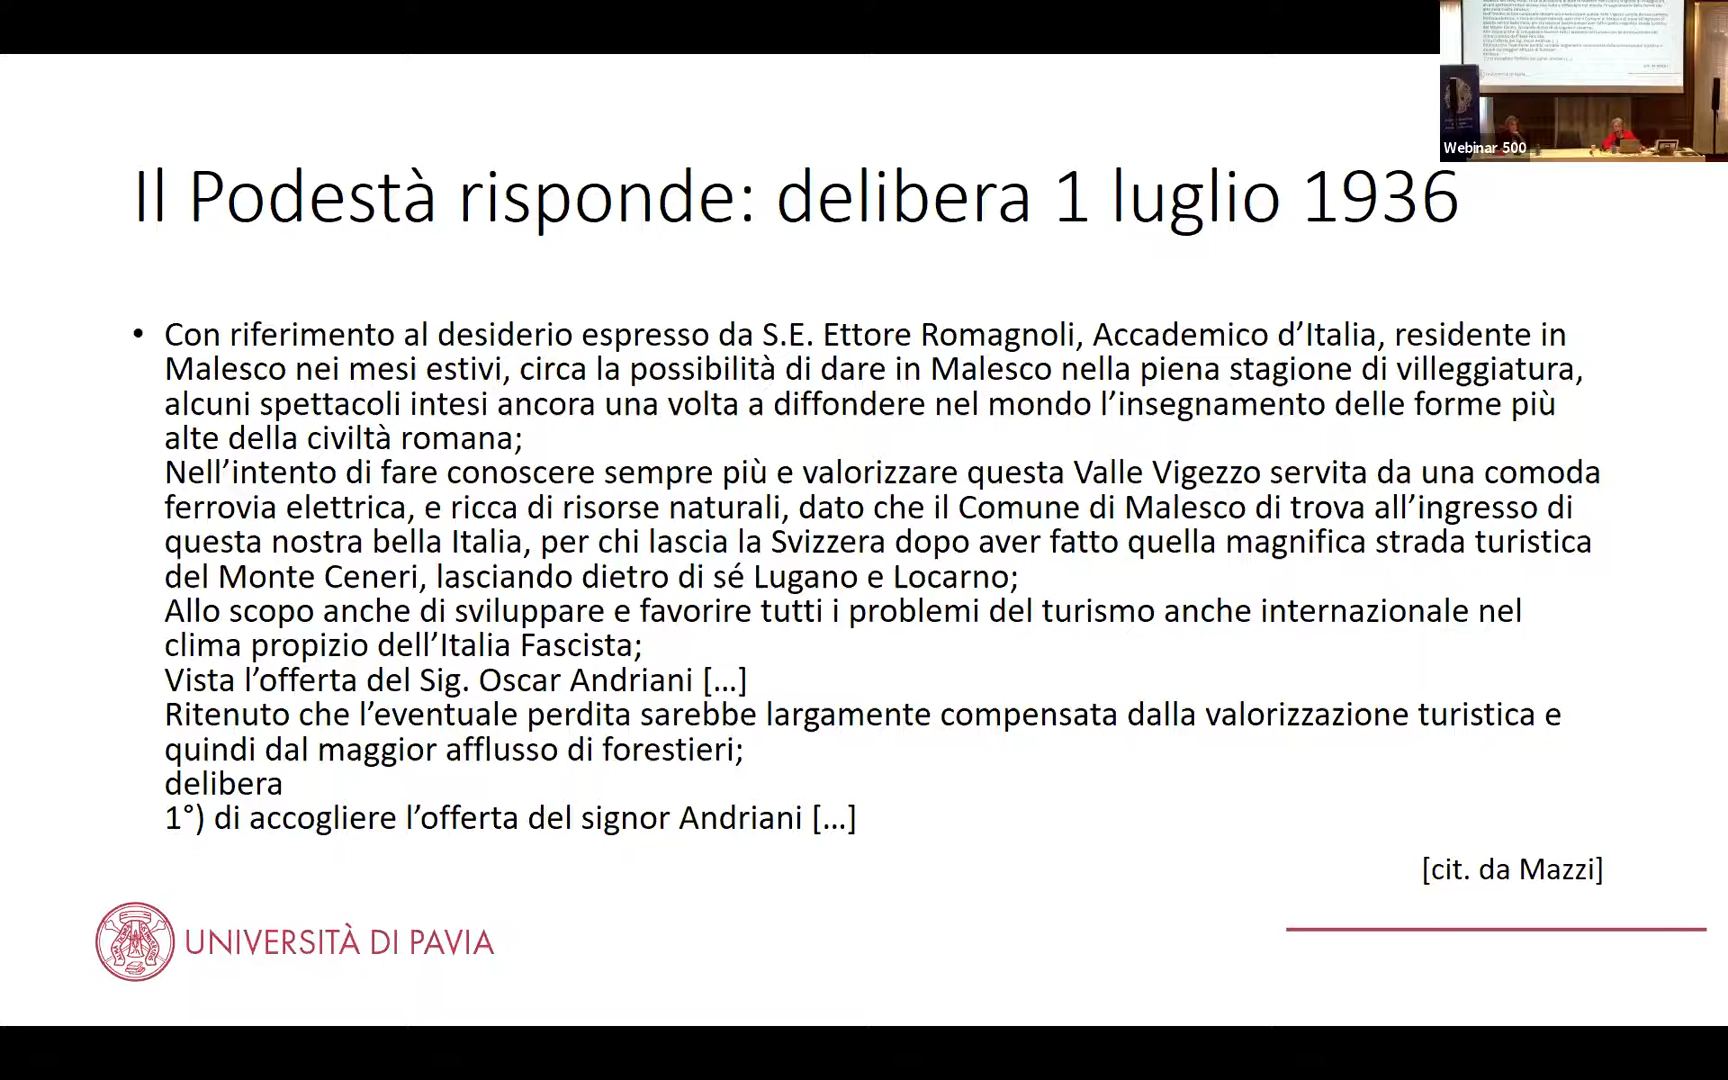 Webinar 500
Il Podestà risponde: delibera 1 luglio 1936
• Con riferimento al desiderio espresso da S.E. Ettore Romagnoli, Accademico d’Italia, residente in
Malesco nei mesi estivi, circa la possibilità di dare in Malesco nella piena stagione di villeggiatura,
alcuni spettacoli intesi ancora una volta a diffondere nel mondo l’insegnamento delle forme più
alte della civiltà romana;
Nell’intento di fare conoscere sempre più e valorizzare questa Valle Vigezzo servita da una comoda
ferrovia elettrica, e ricca di risorse naturali, dato che il Comune di Malesco di trova all’ingresso di
questa nostra bella Italia, per chi lascia la Svizzera dopo aver fatto quella magnifica strada turistica
del Monte Ceneri, lasciando dietro di sé Lugano e Locarno;
Allo scopo anche di sviluppare e favorire tutti i problemi del turismo anche internazionale nel
clima propizio dell’Italia Fascista;
Vista l’offerta del Sig. Oscar Andriani […]
Ritenuto che l’eventuale perdita sarebbe largamente compensata dalla valorizzazione turistica e
quindi dal maggior afflusso di forestieri;
delibera
1°) di accogliere l’offerta del signor Andriani […]
[cit. da Mazzi]
UNIVERSITÀ DI PAVIA